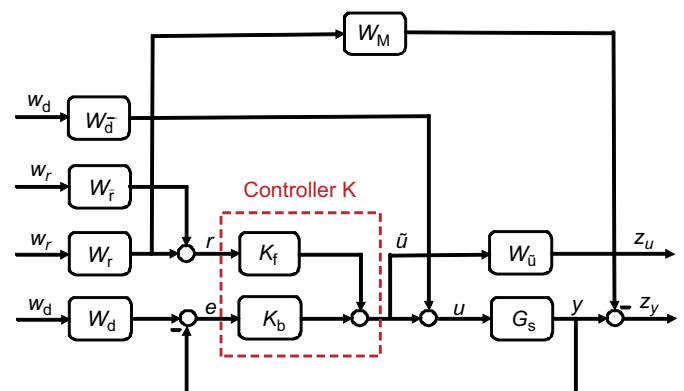 W_M
w_d W_d̄
w_r W_r̄
Controller K
w_r W_r r K_f ũ W_ũ z_u
w_d W_d e K_b u G_s y z_y